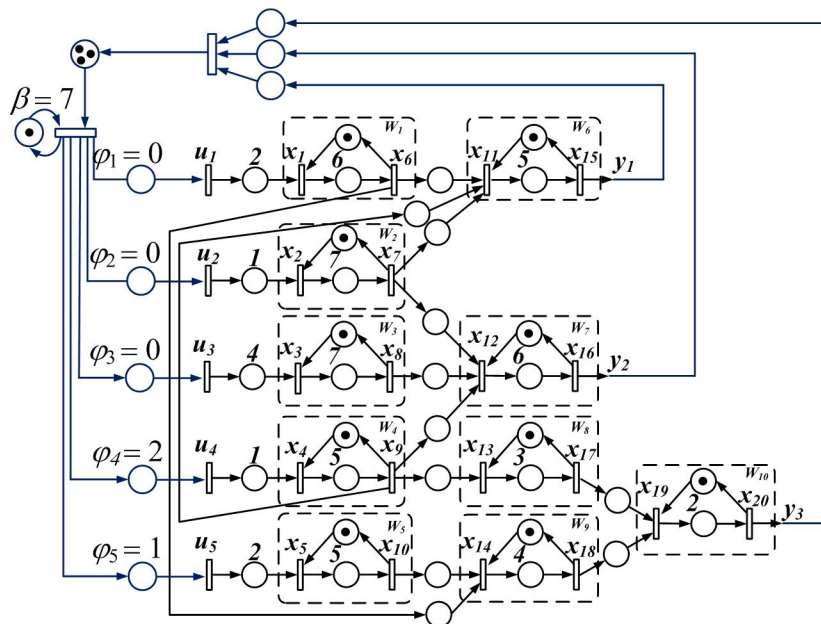 β = 7
φ1 = 0 u1 2 x1 6 x6 W1 x11 5 x15 W6 y1
φ2 = 0 u2 1 x2 7 x7 W2
φ3 = 0 u3 4 x3 7 x8 W3 x12 6 x16 W7 y2
φ4 = 2 u4 1 x4 5 x9 W4 x13 3 x17 W8
x19 2 x20 W10 y3
φ5 = 1 u5 2 x5 5 x10 W5 x14 4 x18 W9